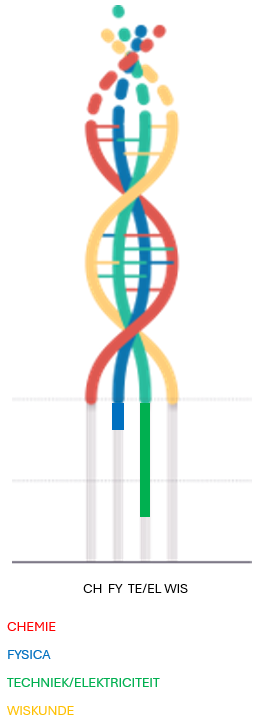 CH FY TE/EL WIS
CHEMIE
FYSICA
TECHNIEK/ELEKTRICITEIT
WISKUNDE